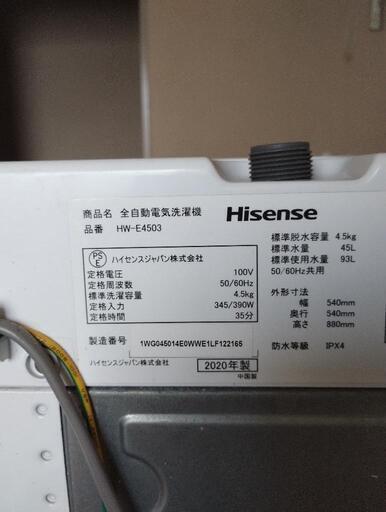 商品名 全自動電気洗濯機
品番 HW-E4503
Hisense
PS
E
ハイセンスジャパン株式会社
定格電圧 100V
定格周波数 50/60Hz
標準洗濯容量 4.5kg
定格入力 345/390W
定格時間 35分
製造番号 1WG045014E0WWE1LF122165
ハイセンスジャパン株式会社
2020年製
中国製
標準脱水容量 4.5kg
標準水量 45L
標準使用水量 93L
50/60Hz共用
外形寸法
幅 540mm
奥行 540mm
高さ 880mm
防水等級 IPX4